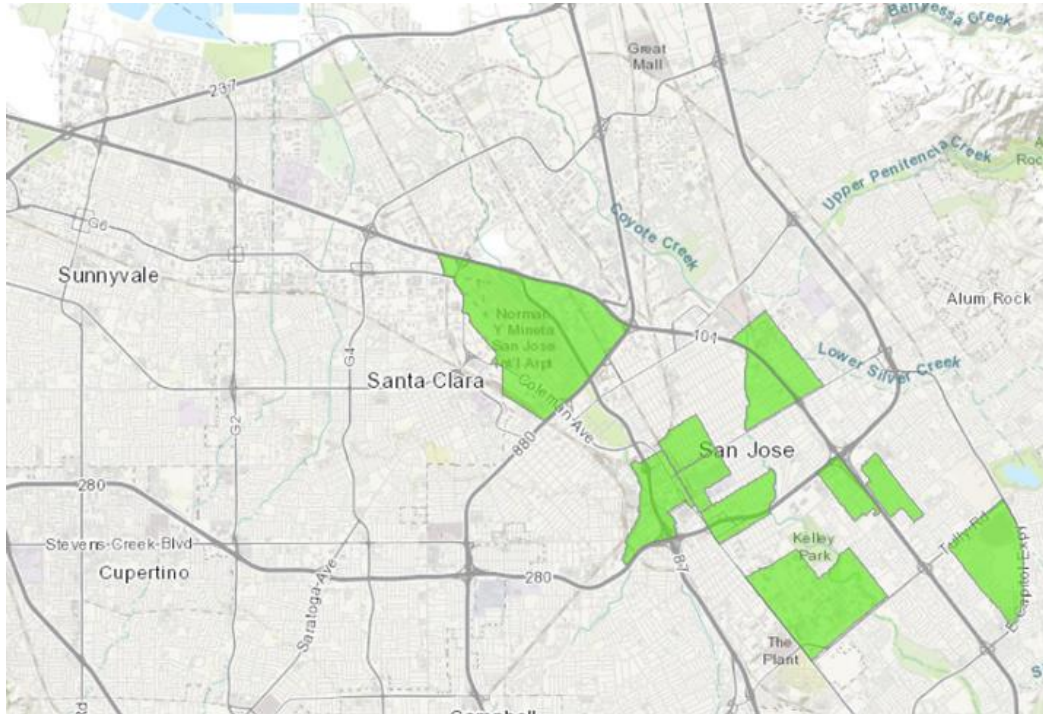 Berryessa Creek
Great
Mall
237
Upper Penitencia Creek
Coyote Creek
G6
Sunnyvale
Alum Rock
Norman
Y Mineta
San Jose
Int'l Arpt
101
Lower Silver Creek
G4
Santa Clara
Coleman Ave
G2
880
San Jose
280
Tully Rd
E Capitol Expy
Stevens Creek Blvd
Kelley
Park
Cupertino
280
87
Saratoga Ave
The
Plant
Campbell